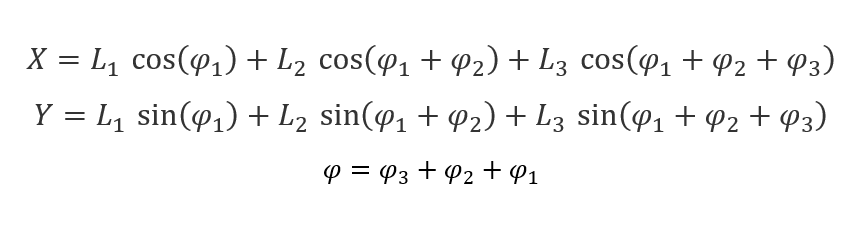 X = L₁ cos(φ₁) + L₂ cos(φ₁ + φ₂) + L₃ cos(φ₁ + φ₂ + φ₃)
Y = L₁ sin(φ₁) + L₂ sin(φ₁ + φ₂) + L₃ sin(φ₁ + φ₂ + φ₃)
φ = φ₃ + φ₂ + φ₁